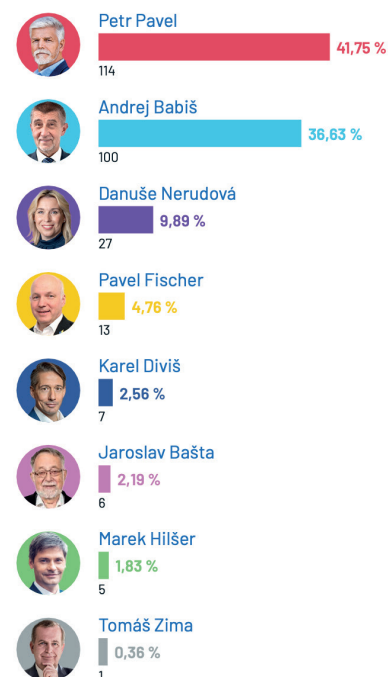 Petr Pavel
41,75 %
114
Andrej Babiš
36,63 %
100
Danuše Nerudová
9,89 %
27
Pavel Fischer
4,76 %
13
Karel Diviš
2,56 %
7
Jaroslav Bašta
2,19 %
6
Marek Hilšer
1,83 %
5
Tomáš Zima
0,36 %
1